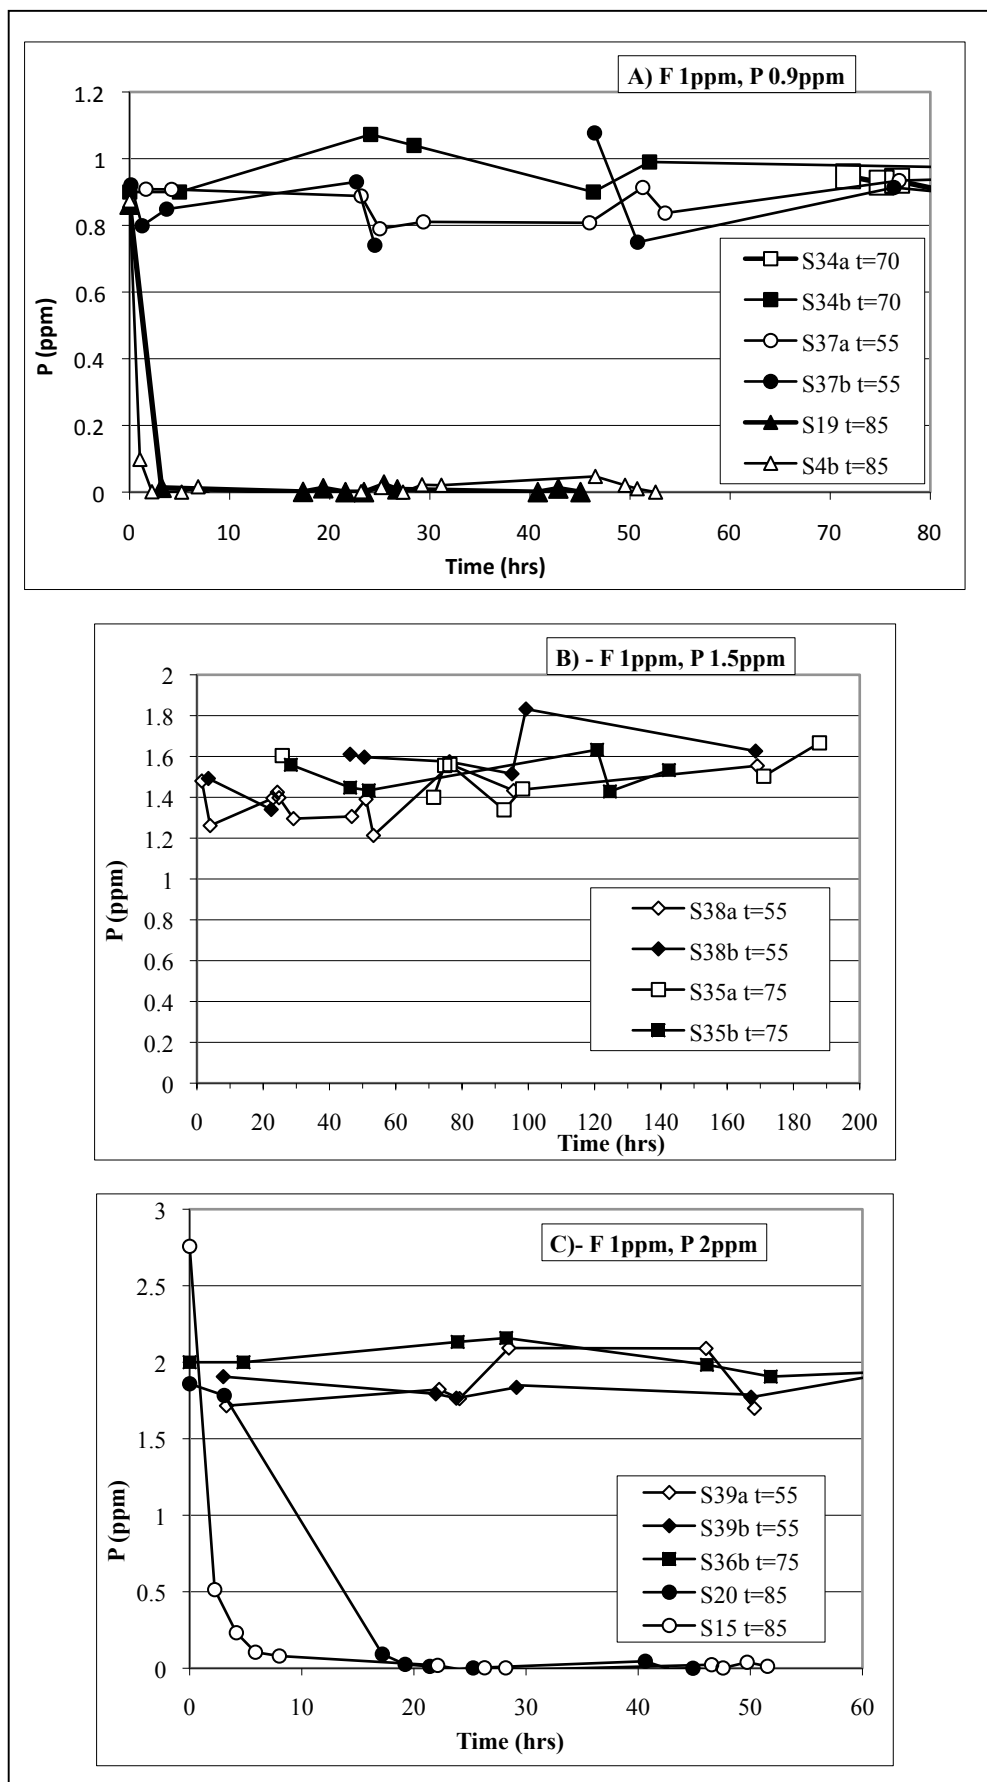 A) F 1ppm, P 0.9ppm
1.2
1
0.8
0.6
0.4
0.2
0
P (ppm)
S34a t=70
S34b t=70
S37a t=55
S37b t=55
S19 t=85
S4b t=85
0 10 20 30 40 50 60 70 80
Time (hrs)
B) - F 1ppm, P 1.5ppm
2
1.8
1.6
1.4
1.2
1
0.8
0.6
0.4
0.2
0
P (ppm)
S38a t=55
S38b t=55
S35a t=75
S35b t=75
0 20 40 60 80 100 120 140 160 180 200
Time (hrs)
C)- F 1ppm, P 2ppm
3
2.5
2
1.5
1
0.5
0
P (ppm)
S39a t=55
S39b t=55
S36b t=75
S20 t=85
S15 t=85
0 10 20 30 40 50 60
Time (hrs)